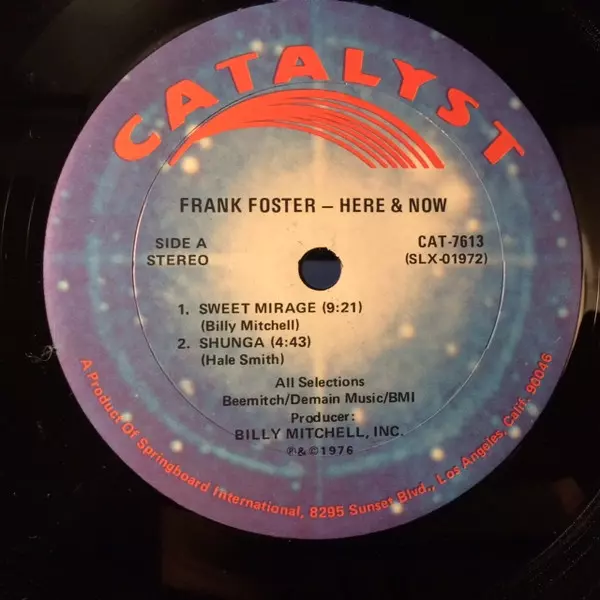 CATALYST
FRANK FOSTER – HERE & NOW
SIDE A
STEREO
CAT-7613
(SLX-01972)
1. SWEET MIRAGE (9:21)
(Billy Mitchell)
2. SHUNGA (4:43)
(Hale Smith)
All Selections
Beemitch/Demain Music/BMI
Producer:
BILLY MITCHELL, INC.
℗&©1976
A Product Of Springboard International, 8295 Sunset Blvd., Los Angeles, Calif. 90046